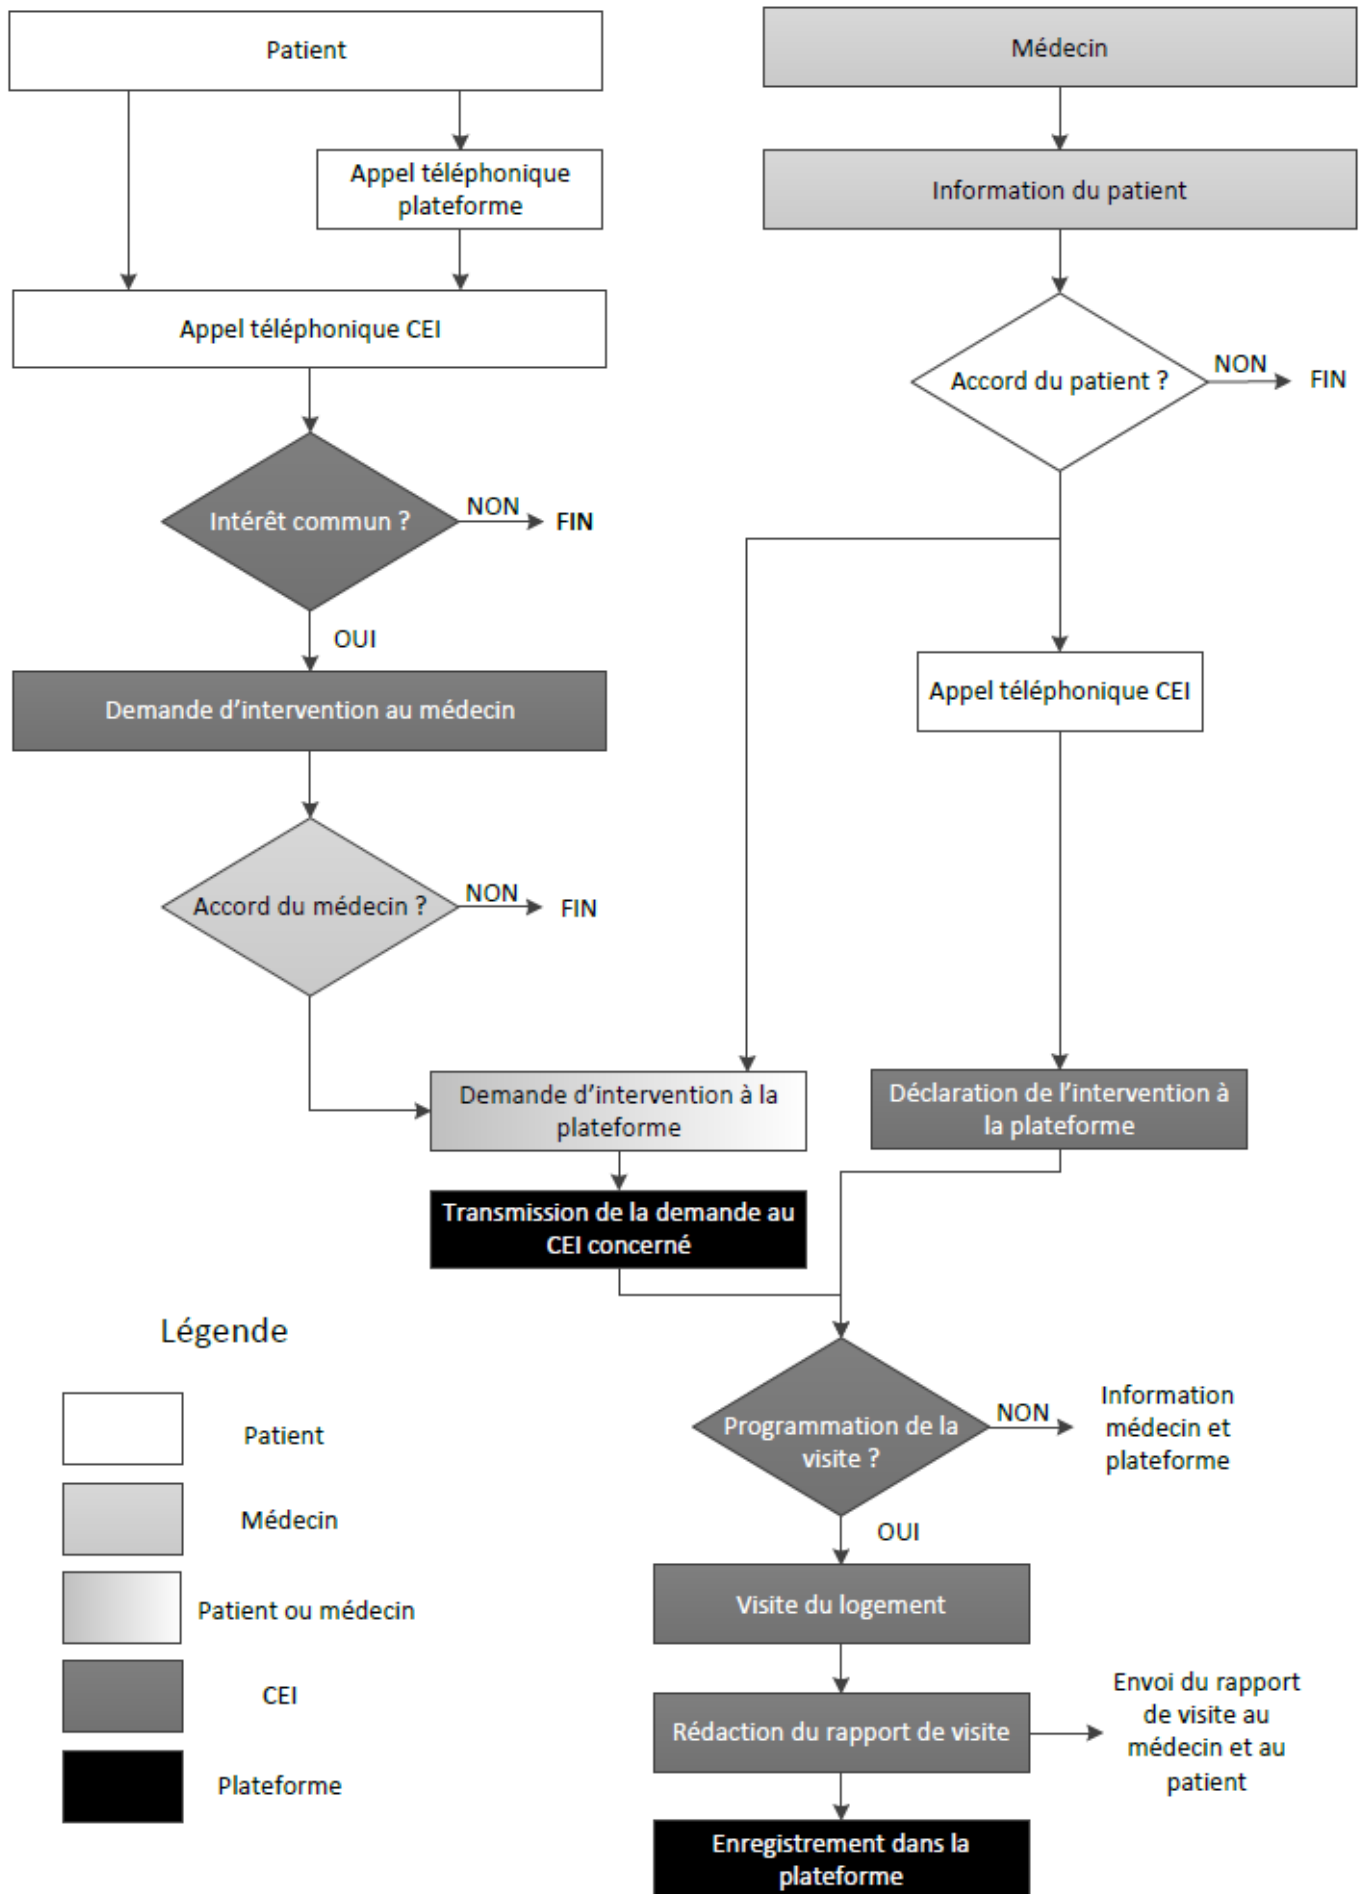 Patient
Médecin
Appel téléphonique
plateforme
Information du patient
Appel téléphonique CEI
Accord du patient ?
NON
FIN
Intérêt commun ?
NON
FIN
OUI
Demande d’intervention au médecin
Appel téléphonique CEI
Accord du médecin ?
NON
FIN
Demande d’intervention à la
plateforme
Déclaration de l’intervention à
la plateforme
Transmission de la demande au
CEI concerné
Programmation de la
visite ?
NON
Information
médecin et
plateforme
OUI
Visite du logement
Rédaction du rapport de visite
Envoi du rapport
de visite au
médecin et au
patient
Enregistrement dans la
plateforme
Légende
Patient
Médecin
Patient ou médecin
CEI
Plateforme